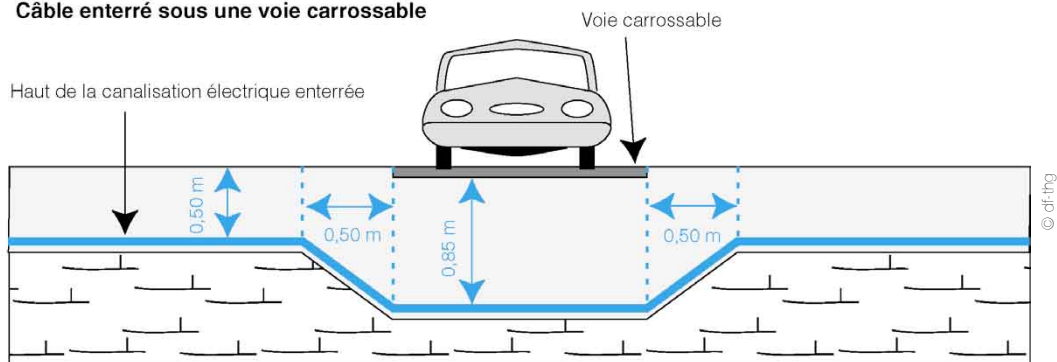 Câble enterré sous une voie carrossable
Voie carrossable
Haut de la canalisation électrique enterrée
0,50 m
0,50 m
0,85 m
0,50 m
© df-thg